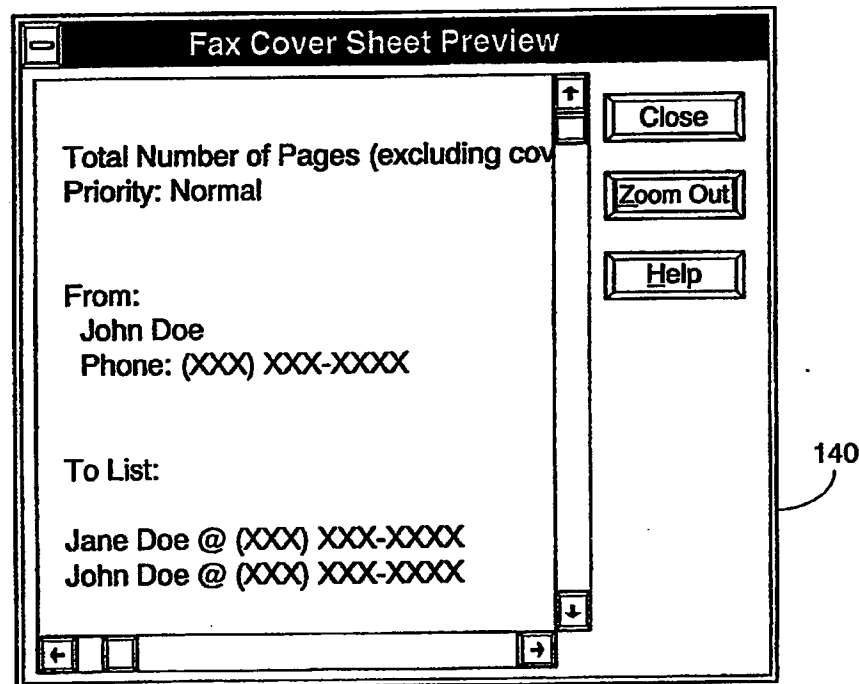 Fax Cover Sheet Preview
Total Number of Pages (excluding cov
Priority: Normal
From:
John Doe
Phone: (XXX) XXX-XXXX
To List:
Jane Doe @ (XXX) XXX-XXXX
John Doe @ (XXX) XXX-XXXX
Close
Zoom Out
Help
140